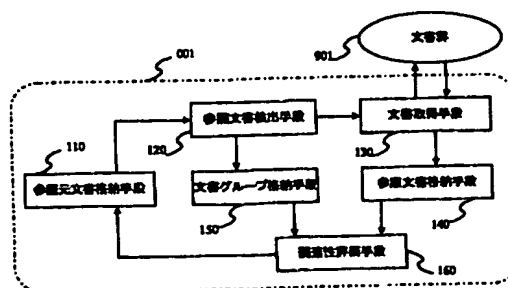 文書群
901
001
参照文書検出手段
文書取得手段
110
120
130
参照元文書格納手段
文書グループ格納手段
参照文書格納手段
150
140
関連性評価手段
160